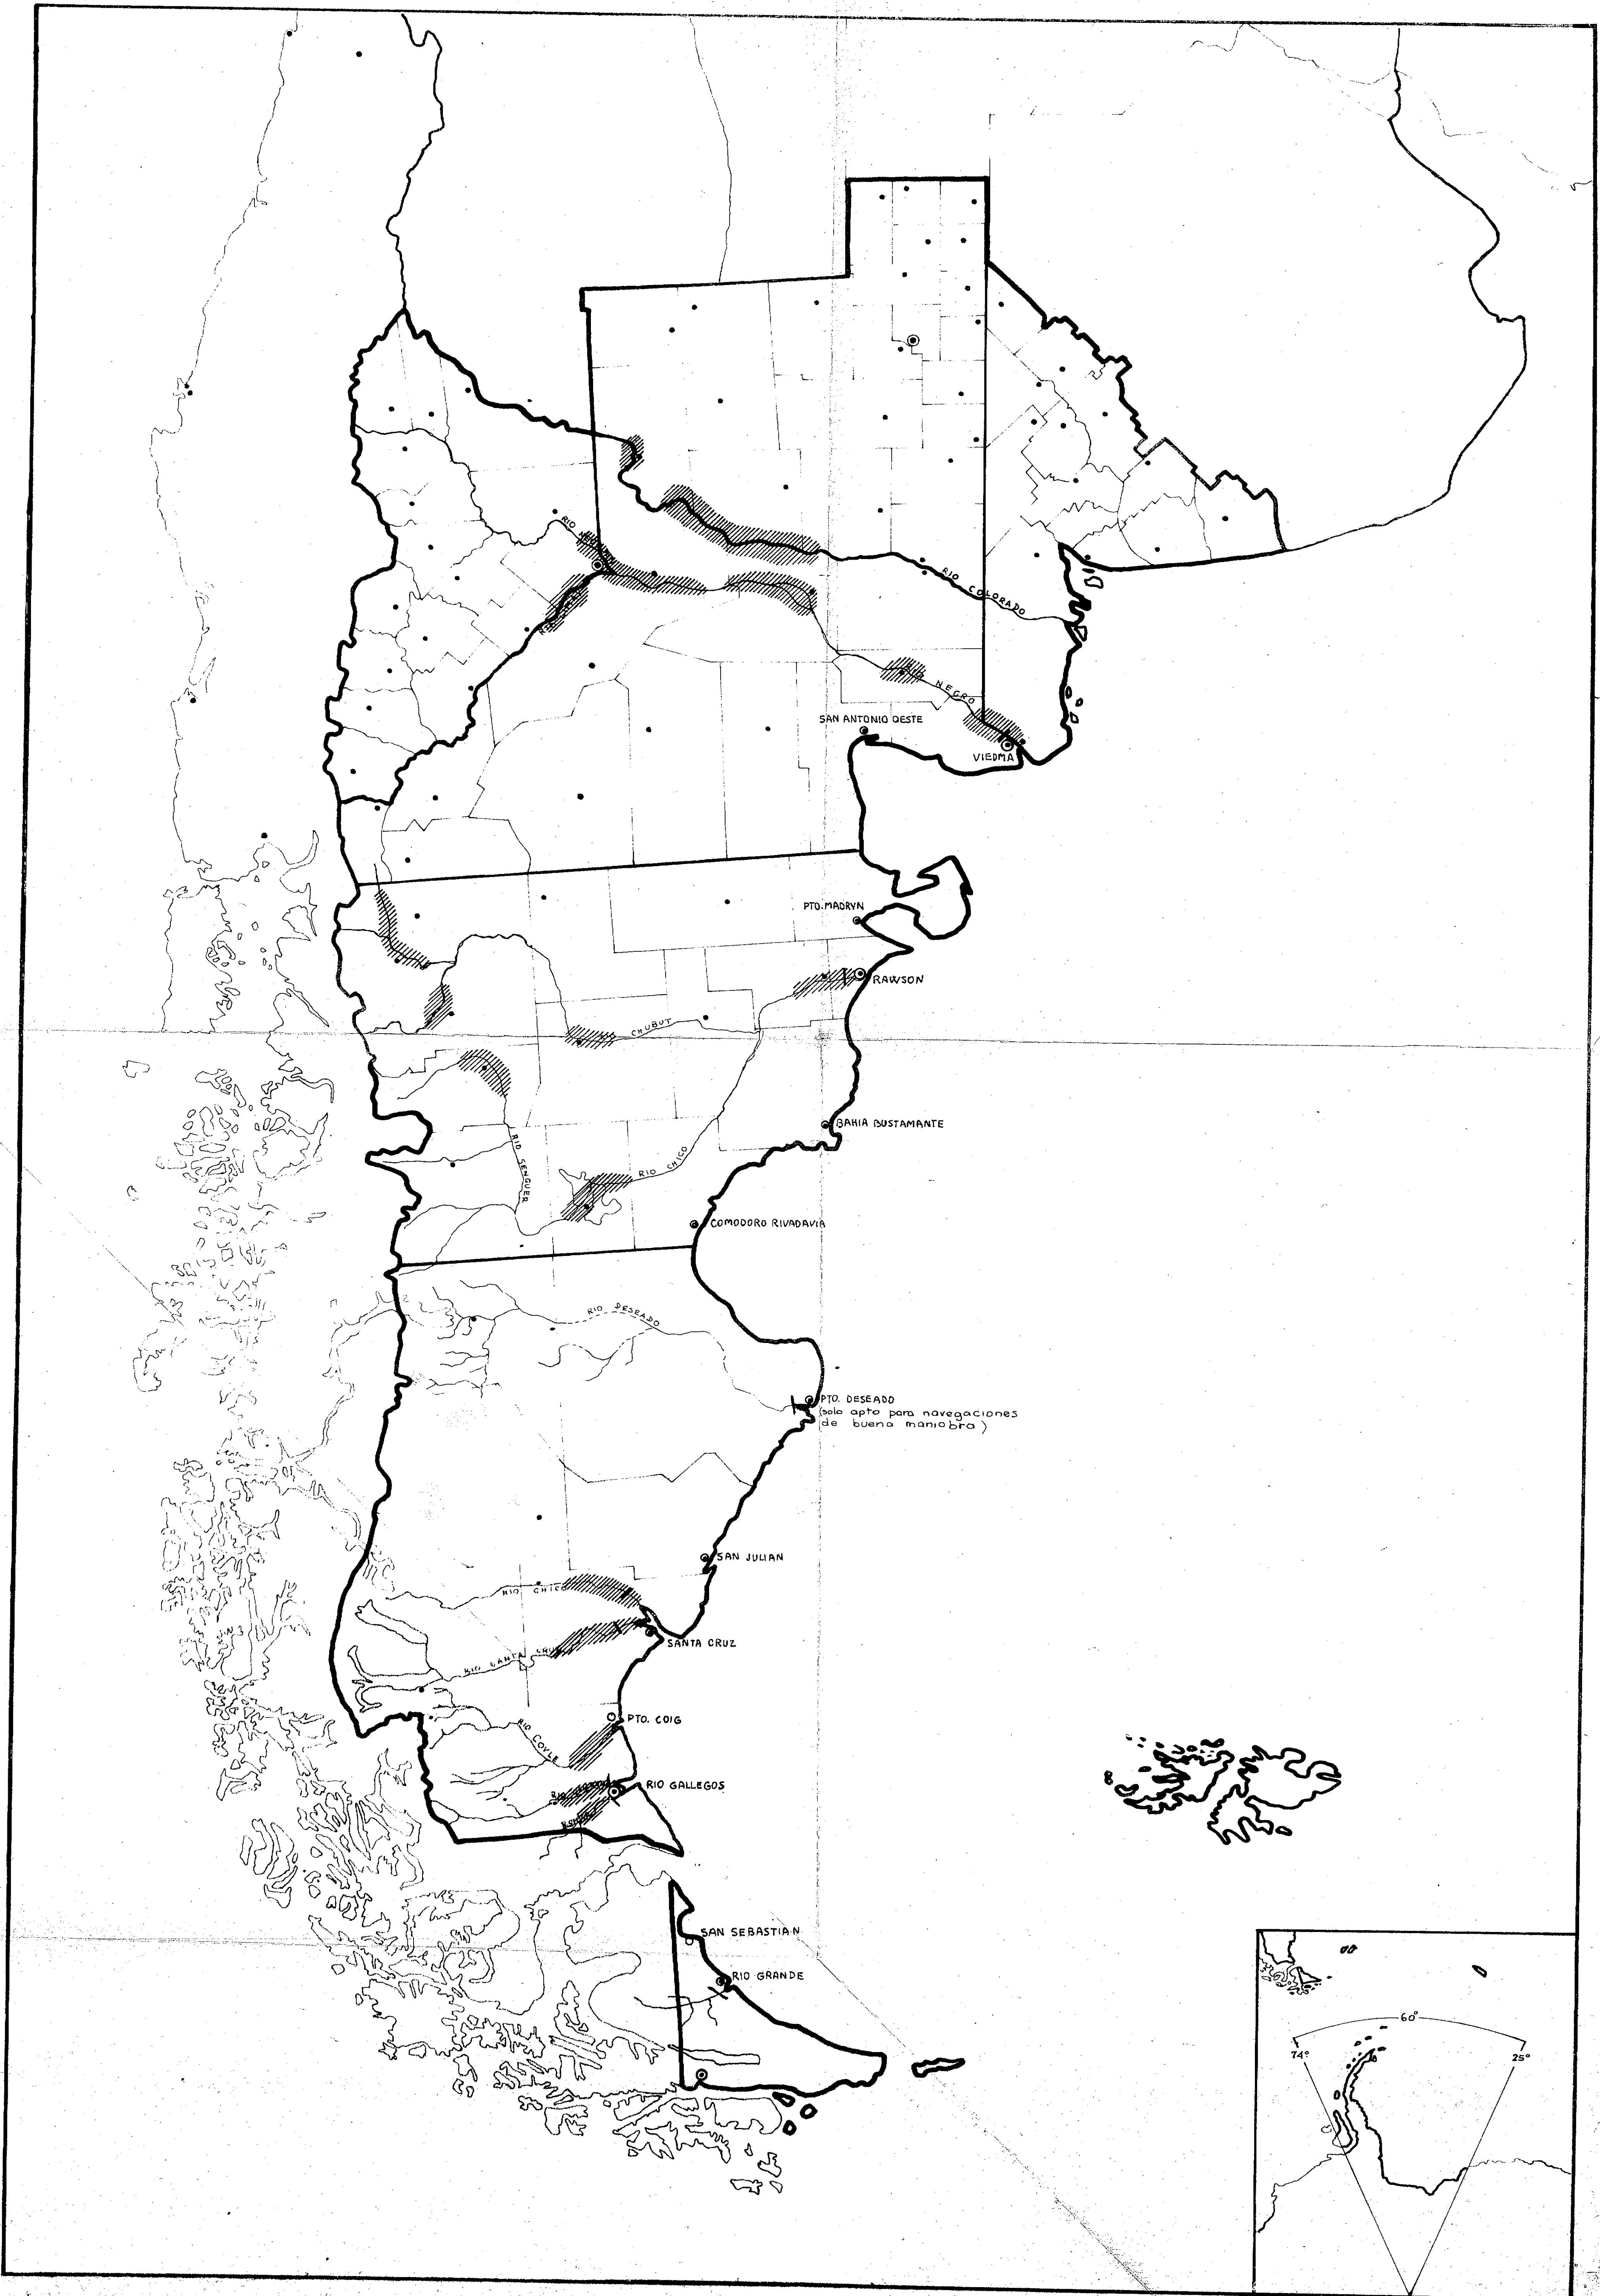 RIO
RIO COLORADO
NEGRO
SAN ANTONIO OESTE
VIEDMA
PTO. MADRYN
RAWSON
CHUBUT
BAHIA BUSTAMANTE
RIO SENGUER
RIO CHICO
COMODORO RIVADAVIA
RIO DESEADO
PTO. DESEADO
(solo apto para navegaciones
de buena maniobra)
SAN JULIAN
RIO CHICO
SANTA CRUZ
RIO SANTA CRUZ
PTO. COIG
COYLE
RIO GALLEGOS
SAN SEBASTIAN
RIO GRANDE
60°
74°
25°